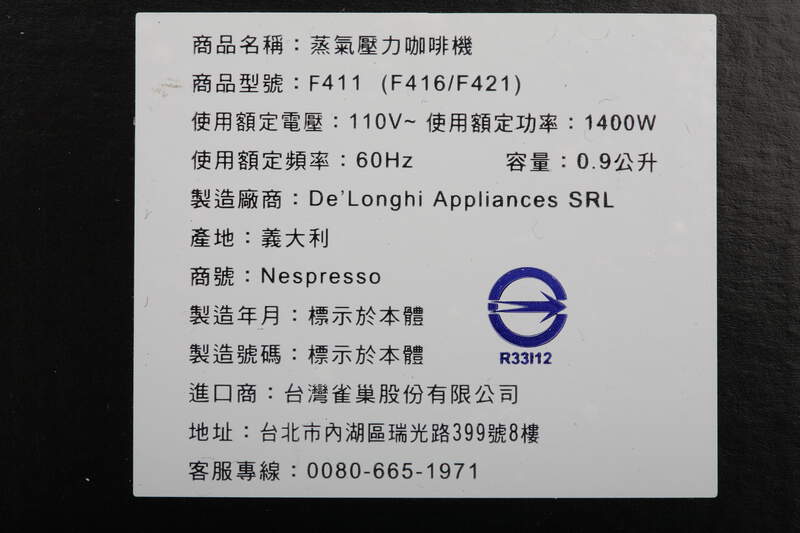 商品名稱：蒸氣壓力咖啡機
商品型號：F411 (F416/F421)
使用額定電壓：110V~ 使用額定功率：1400W
使用額定頻率：60Hz 容量：0.9公升
製造廠商：De'Longhi Appliances SRL
產地：義大利
商號：Nespresso
製造年月：標示於本體
製造號碼：標示於本體
R33I12
進口商：台灣雀巢股份有限公司
地址：台北市內湖區瑞光路399號8樓
客服專線：0080-665-1971